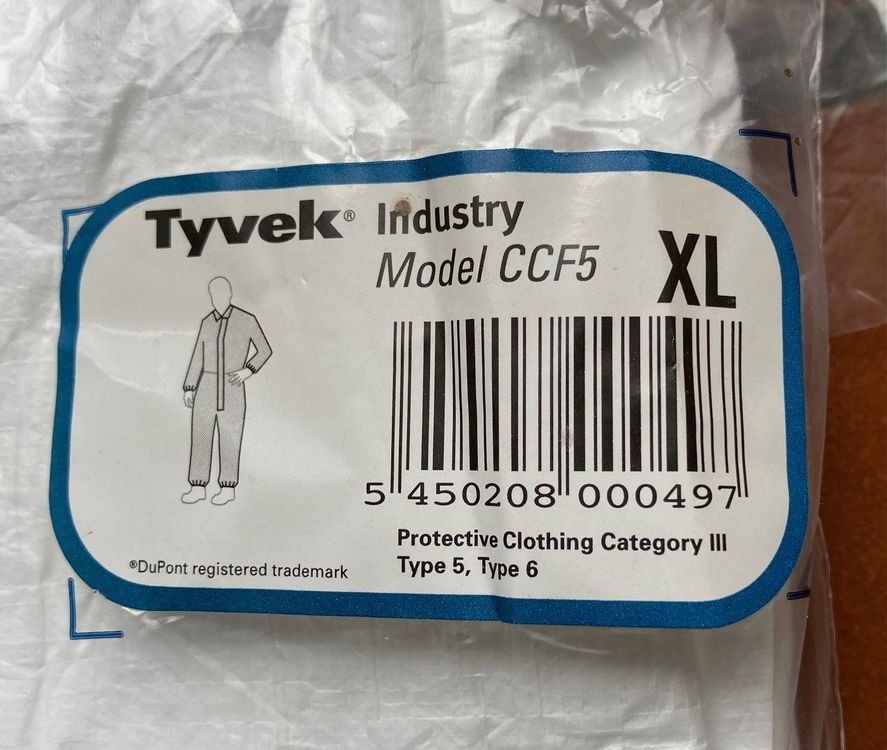 Tyvek® Industry
Model CCF5
XL
5 450208 000497
Protective Clothing Category III
Type 5, Type 6
®DuPont registered trademark